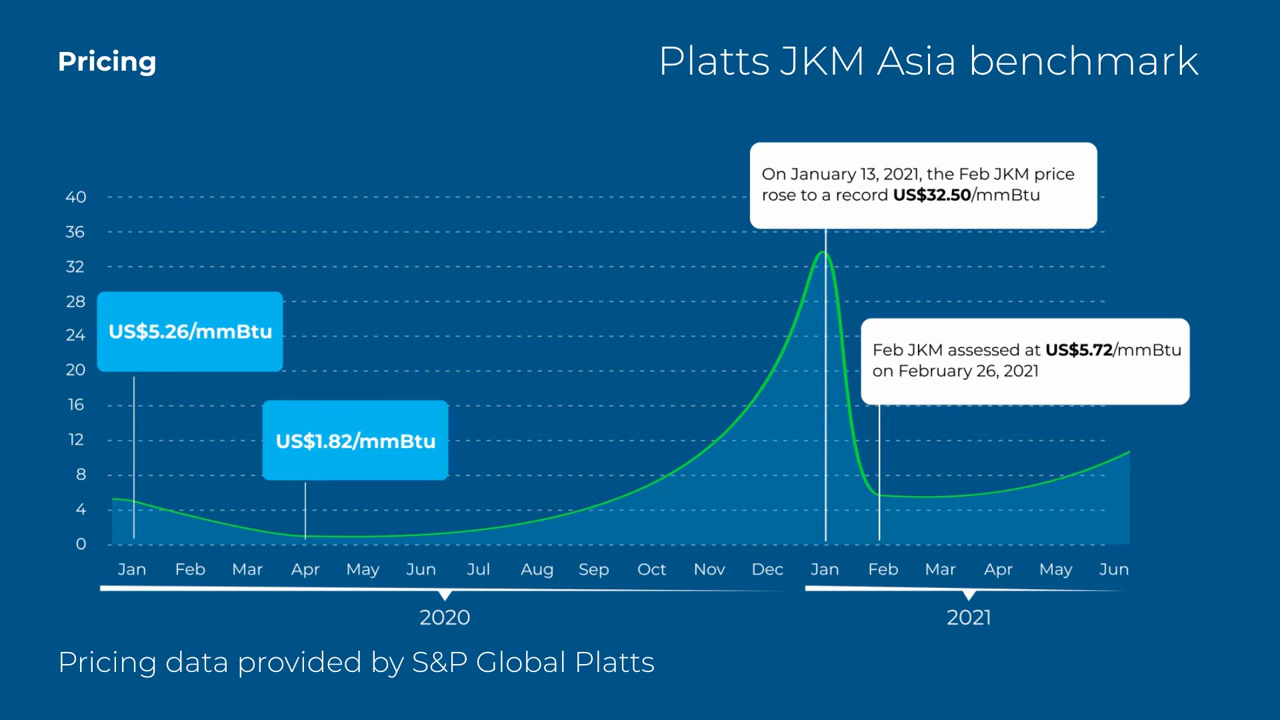 Pricing
Platts JKM Asia benchmark
On January 13, 2021, the Feb JKM price
rose to a record US$32.50/mmBtu
40
36
32
28
24
20
16
12
8
4
0
US$5.26/mmBtu
US$1.82/mmBtu
Feb JKM assessed at US$5.72/mmBtu
on February 26, 2021
Jan Feb Mar Apr May Jun Jul Aug Sep Oct Nov Dec Jan Feb Mar Apr May Jun
2020 2021
Pricing data provided by S&P Global Platts